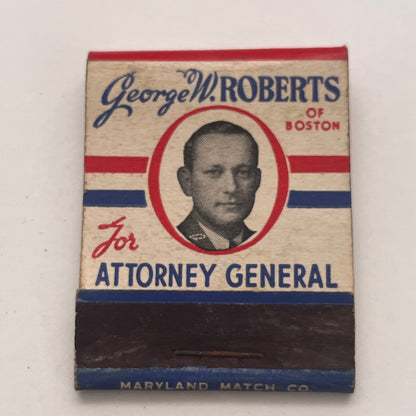 George W. ROBERTS
OF
BOSTON
For
ATTORNEY GENERAL
MARYLAND MATCH CO